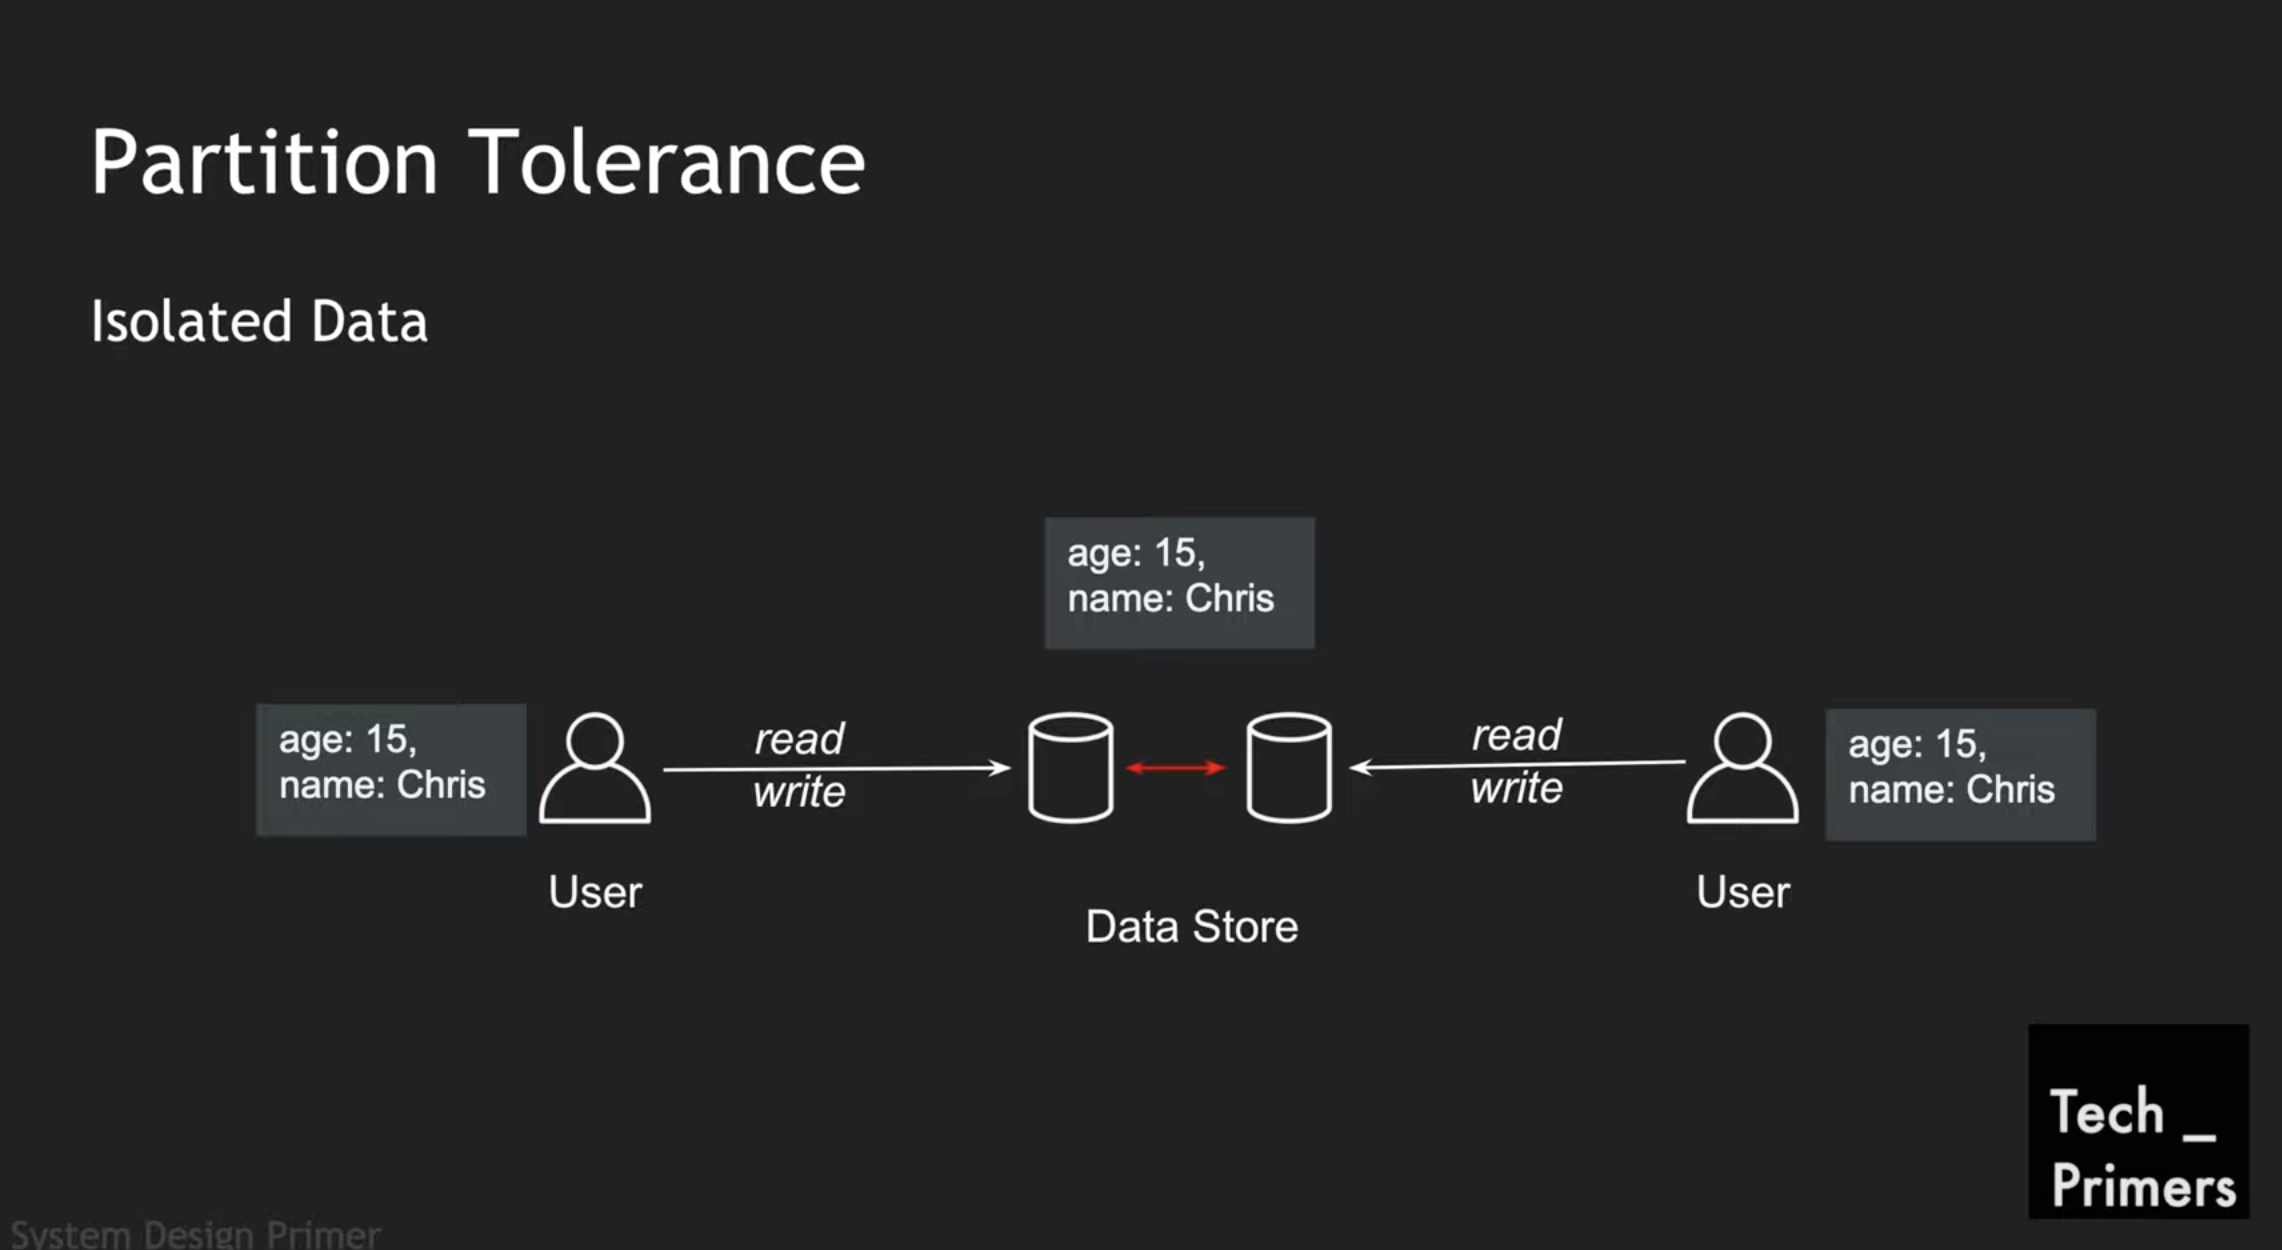 Partition Tolerance
Isolated Data
age: 15,
name: Chris
age: 15,
name: Chris
read
write
read
write
age: 15,
name: Chris
User
Data Store
User
Tech _
Primers
System Design Primer